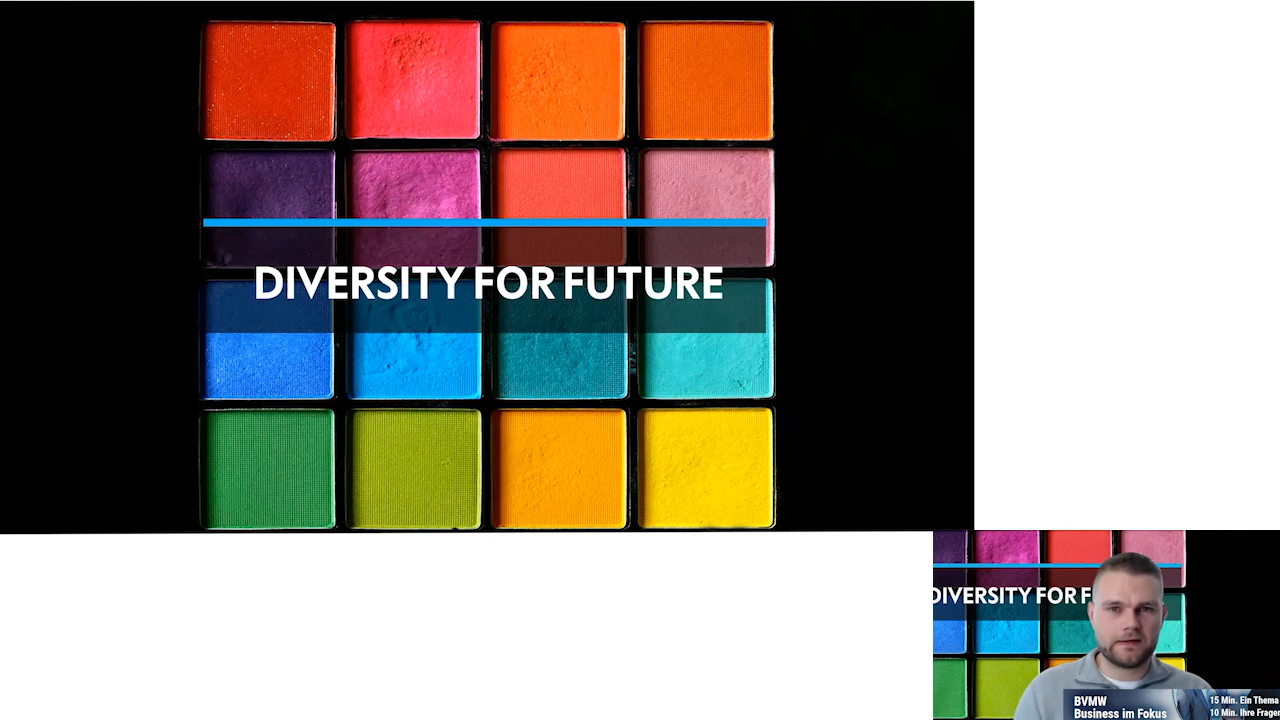 DIVERSITY FOR FUTURE
DIVERSITY FOR F
BVMW
Business im Fokus
15 Min. Ein Thema
10 Min. Ihre Fragen